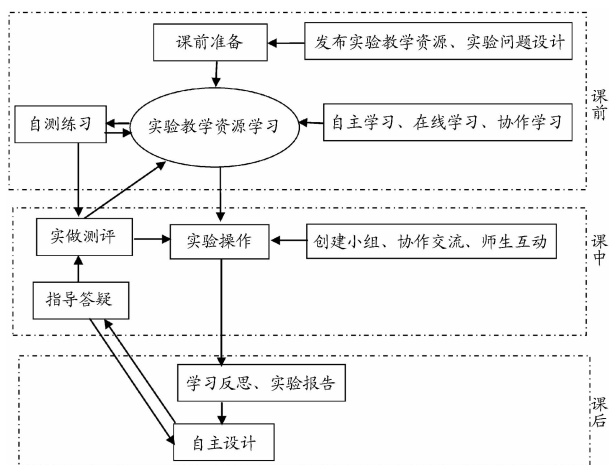 课前准备
发布实验教学资源、实验问题设计
自测练习
实验教学资源学习
自主学习、在线学习、协作学习
课前
实做测评
实验操作
创建小组、协作交流、师生互动
课中
指导答疑
学习反思、实验报告
课后
自主设计